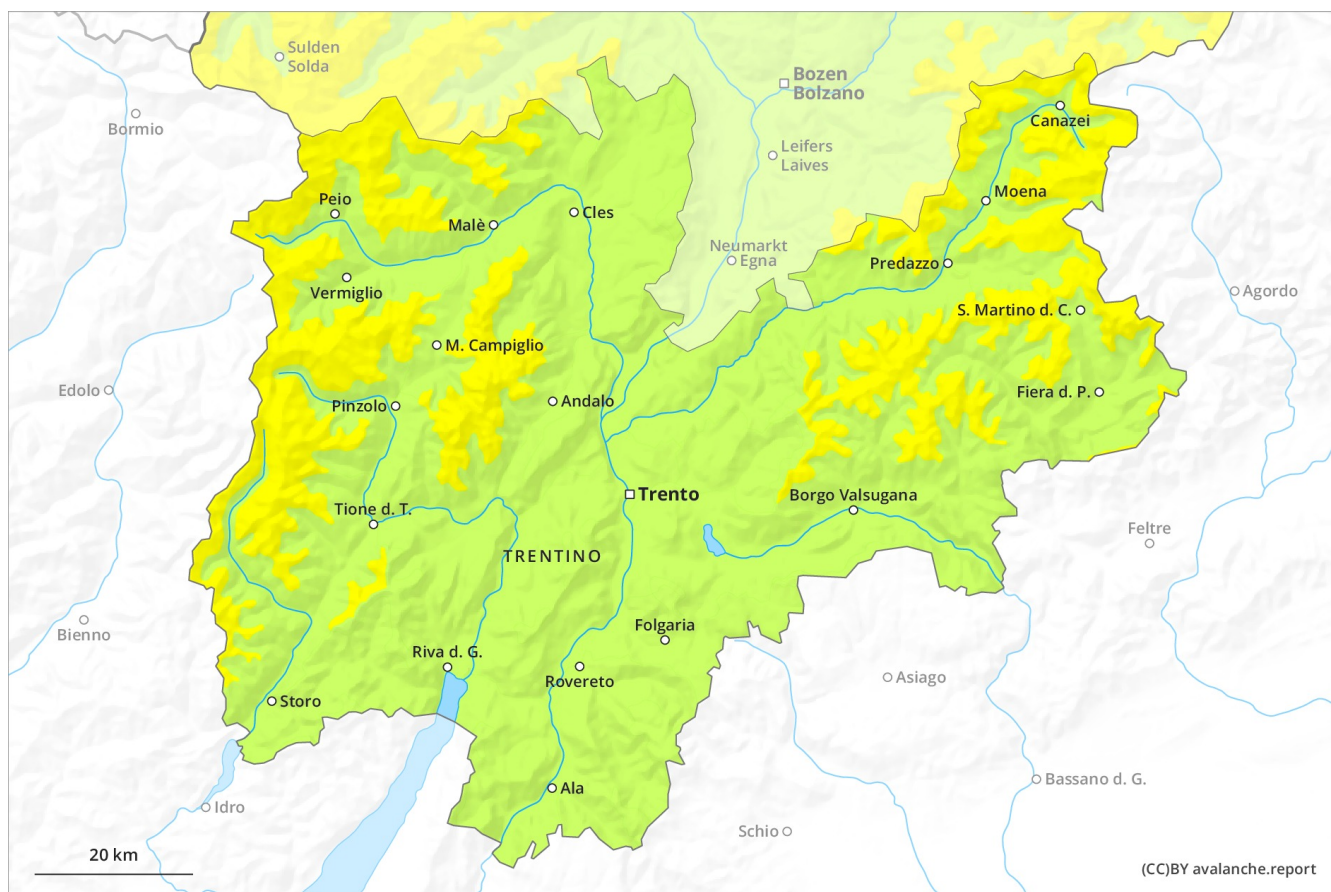 Sulden
Solda
Bozen
Bolzano
Bormio
Canazei
Leifers
Laives
Peio
Moena
Malè
Cles
Neumarkt
Egna
Predazzo
Vermiglio
Agordo
S. Martino d. C.
M. Campiglio
Edolo
Fiera d. P.
Andalo
Pinzolo
Trento
Borgo Valsugana
Tione d. T.
Feltre
TRENTINO
Bienno
Folgaria
Riva d. G.
Rovereto
Asiago
Storo
Bassano d. G.
Ala
Idro
Schio
20 km
(CC)BY avalanche.report